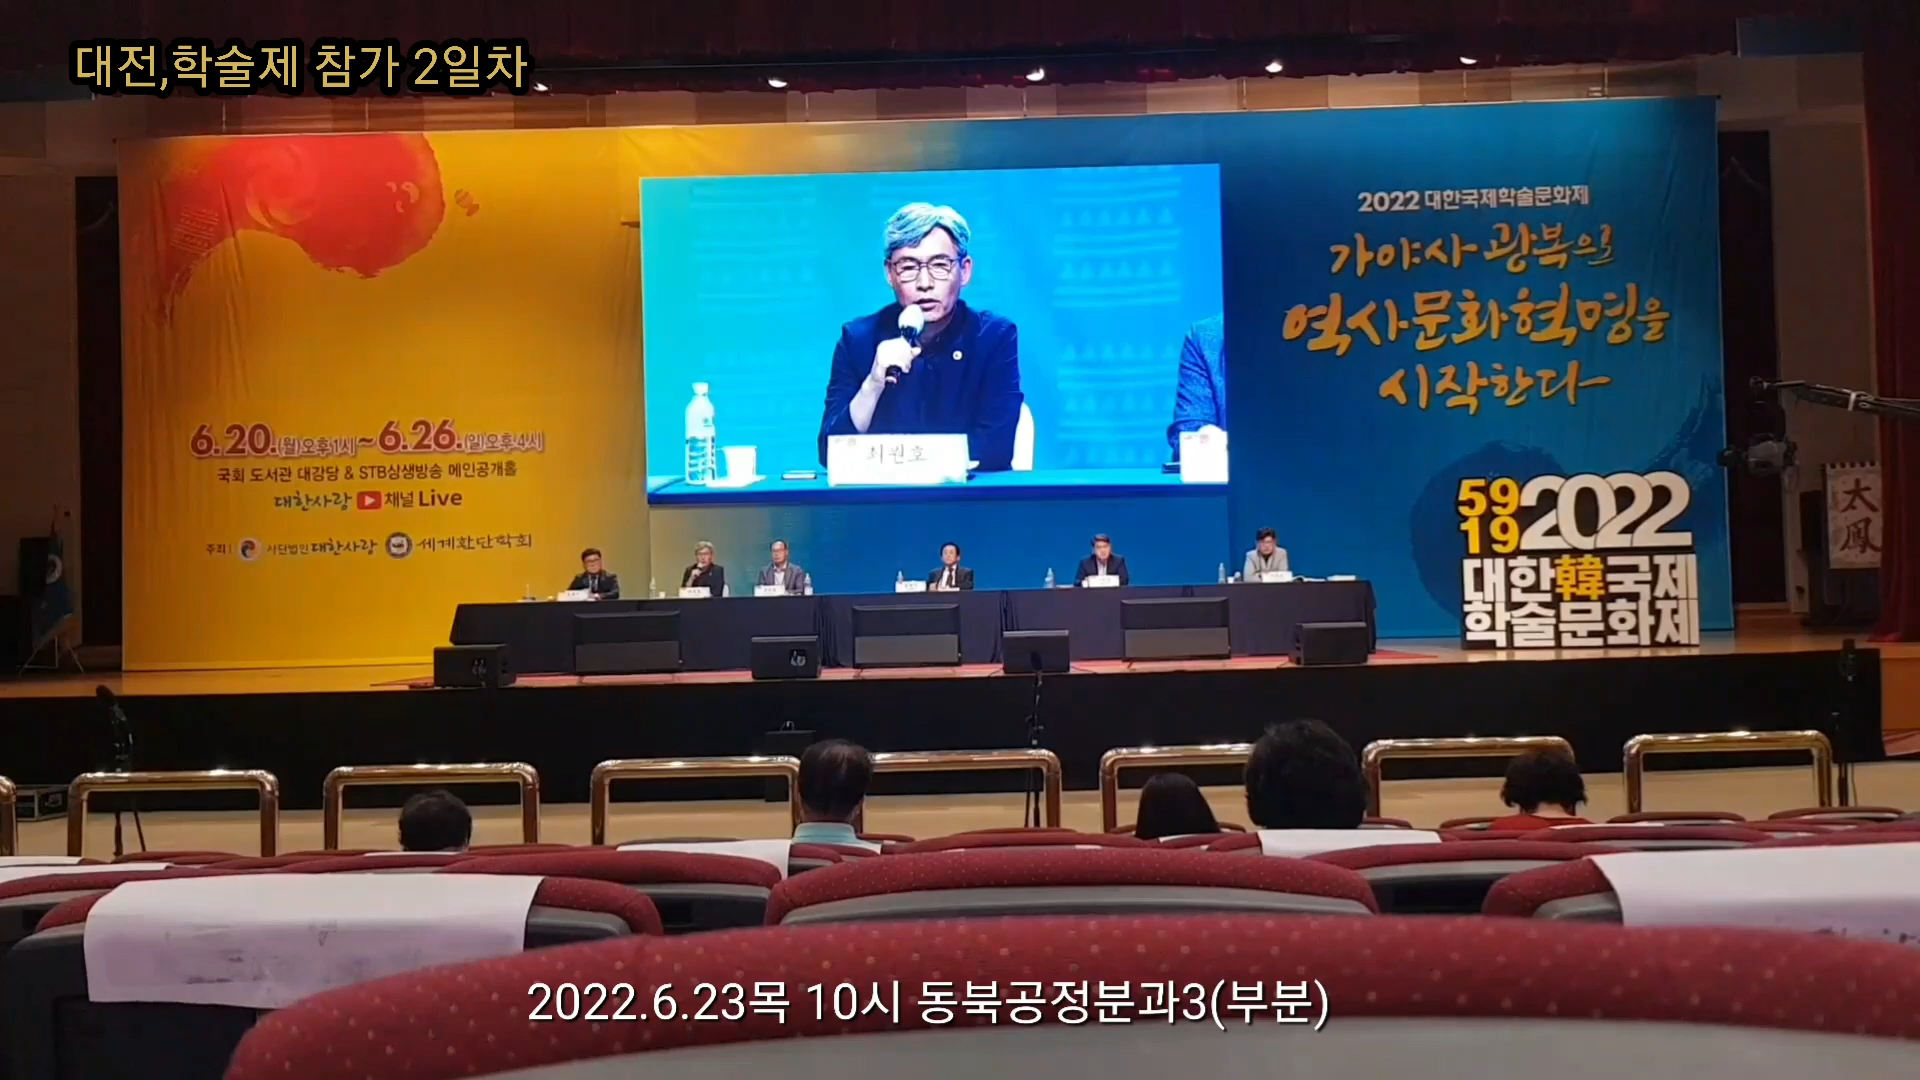 대전,학술제 참가 2일차
2022 대한국제학술문화제
가야사 광복으로
역사문화혁명을
시작한다
6.20.(월)오후1시~6.26.(일)오후4시
국회 도서관 대강당 & STB상생방송 메인공개홀
대한사랑 채널 Live
주최 | 사단법인 대한사랑 세계환단학회
최원호
59
19
2022
대한韓국제
학술문화제
太
鳳
2022.6.23목 10시 동북공정분과3(부분)